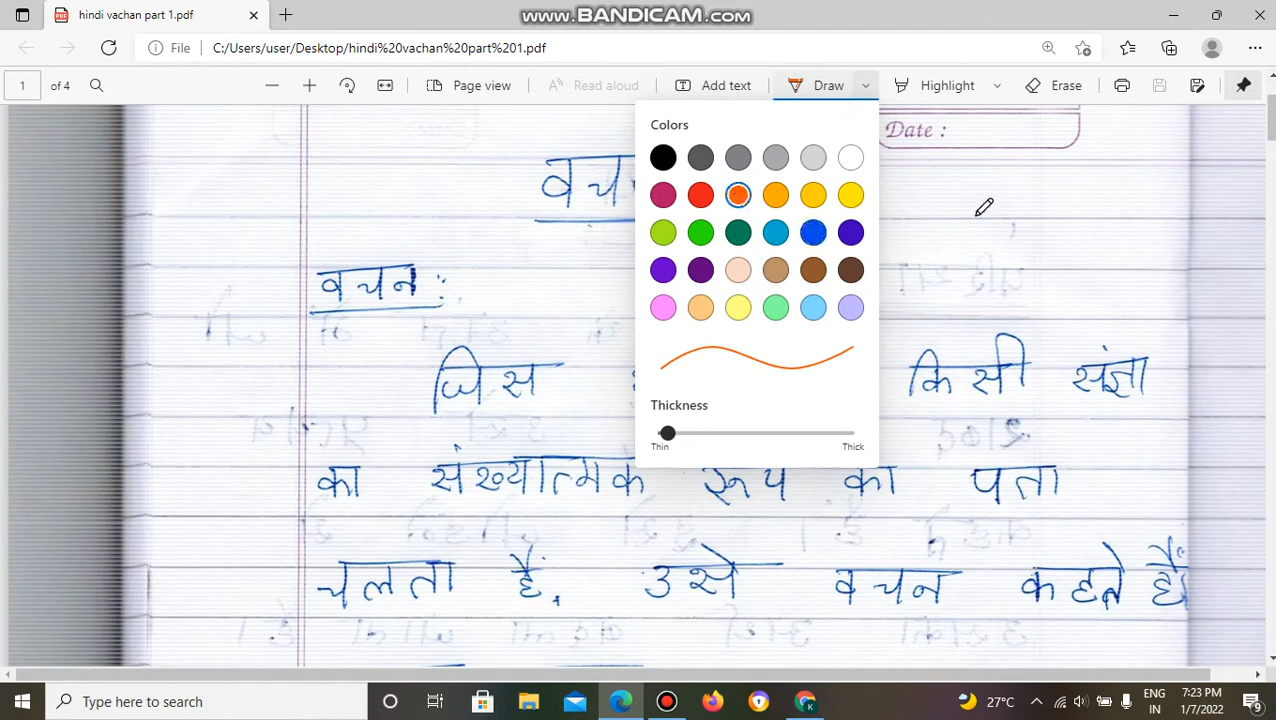 hindi vachan part 1.pdf
www.BANDICAM.com
File C:/Users/user/Desktop/hindi%20vachan%20part%201.pdf
1 of 4 Page view Read aloud Add text Draw Highlight Erase
Colors
Date :
वचन:
जिस किसी संज्ञा
Thickness
Thin Thick
का संख्यात्मक रूप का पता
चलता है, उसे वचन कहते हैं।
Type here to search
27°C
ENG
IN
7:23 PM
1/7/2022
9